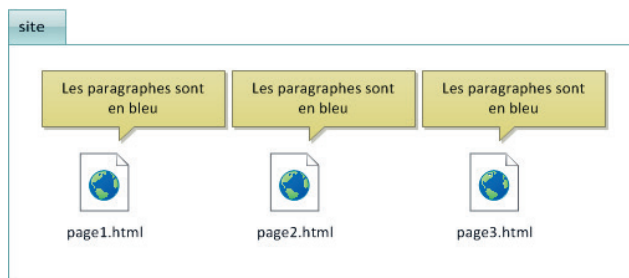 site
Les paragraphes sont
en bleu
Les paragraphes sont
en bleu
Les paragraphes sont
en bleu
page1.html
page2.html
page3.html